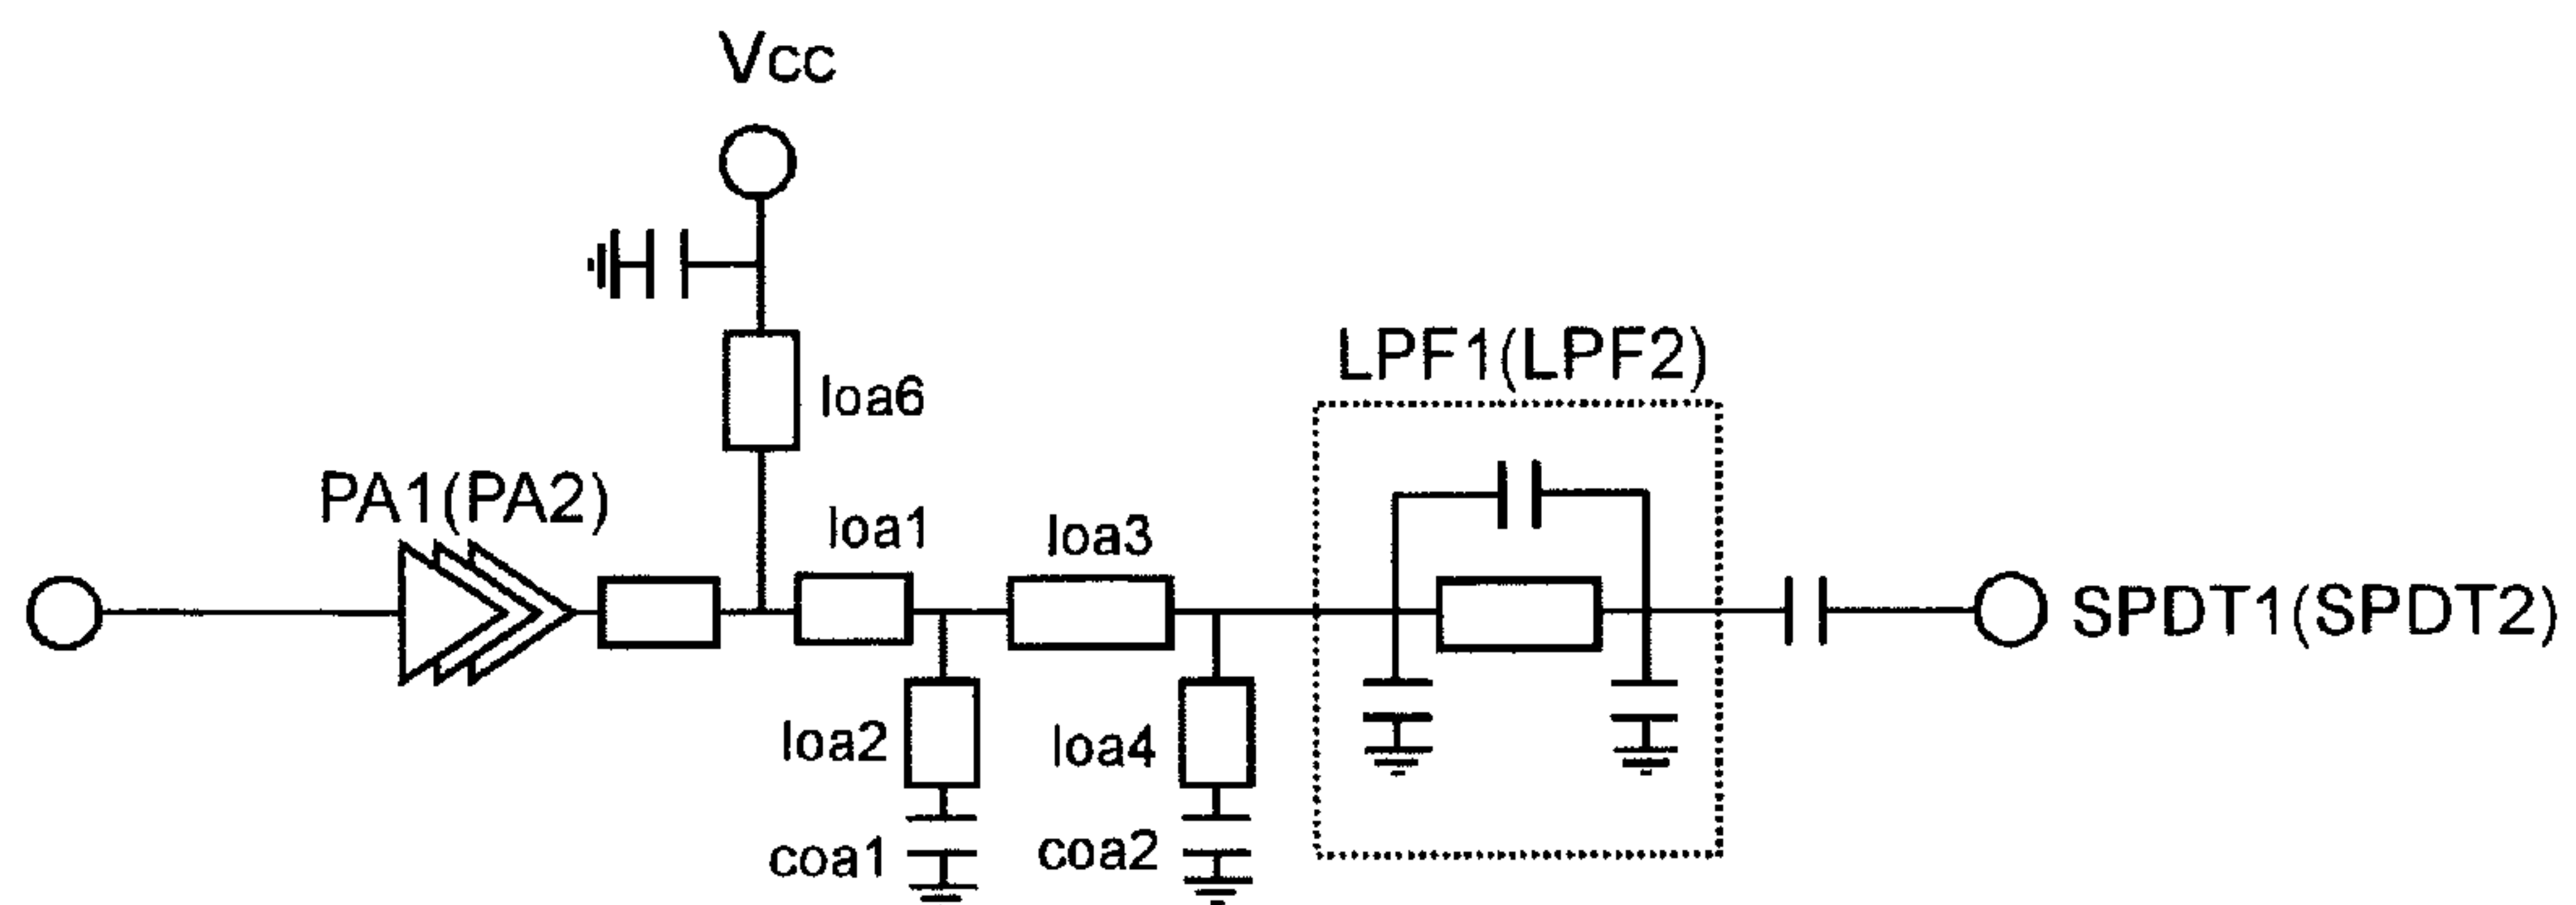 Vcc
loa6
LPF1(LPF2)
PA1(PA2)
loa1
loa3
SPDT1(SPDT2)
loa2
loa4
coa1
coa2